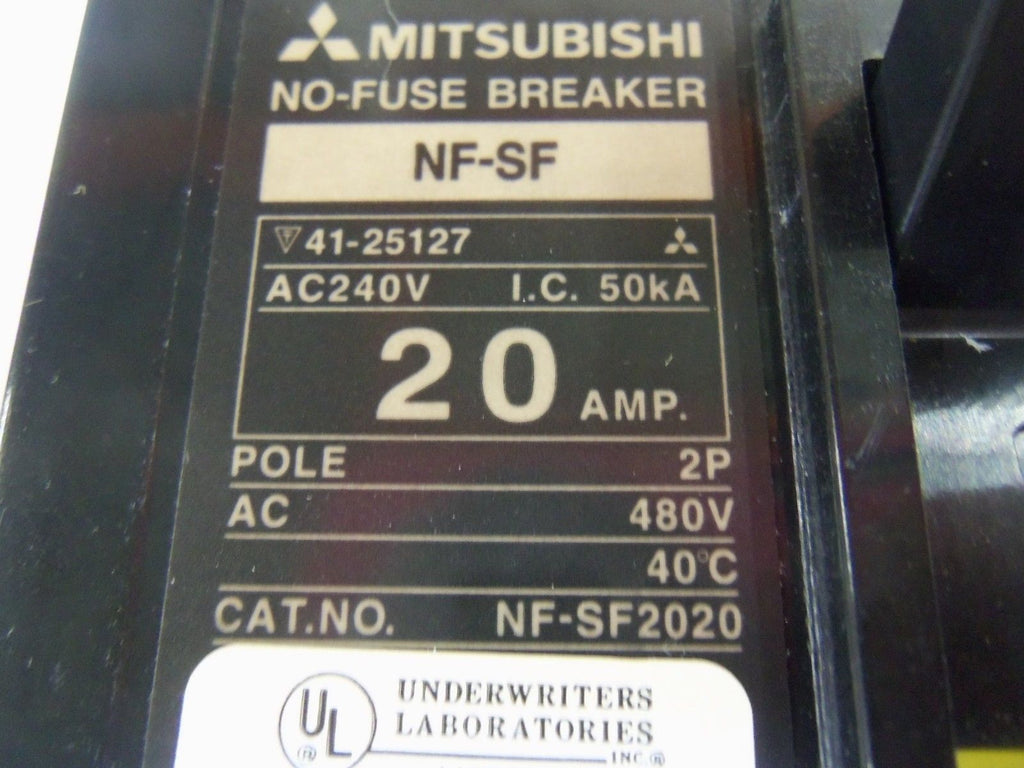 MITSUBISHI
NO-FUSE BREAKER
NF-SF
41-25127
AC240V I.C. 50kA
20 AMP.
POLE 2P
AC 480V
40°C
CAT.NO. NF-SF2020
UL ®
UNDERWRITERS
LABORATORIES
INC.®